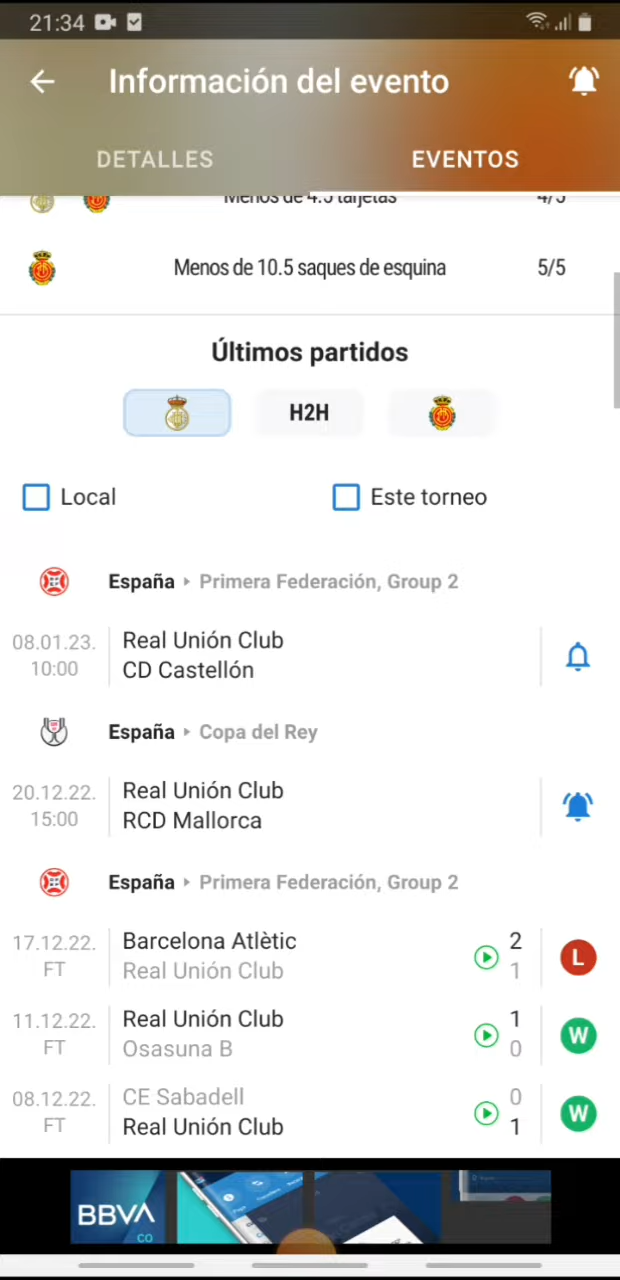 21:34
Información del evento
DETALLES
EVENTOS
Menos de 4.5 tarjetas
4/5
Menos de 10.5 saques de esquina
5/5
Últimos partidos
H2H
Local
Este torneo
España
Primera Federación, Group 2
08.01.23.
10:00
Real Unión Club
CD Castellón
España
Copa del Rey
20.12.22.
15:00
Real Unión Club
RCD Mallorca
España
Primera Federación, Group 2
17.12.22.
FT
Barcelona Atlètic
Real Unión Club
2
1
L
11.12.22.
FT
Real Unión Club
Osasuna B
1
0
W
08.12.22.
FT
CE Sabadell
Real Unión Club
0
1
W
BBVA
CO